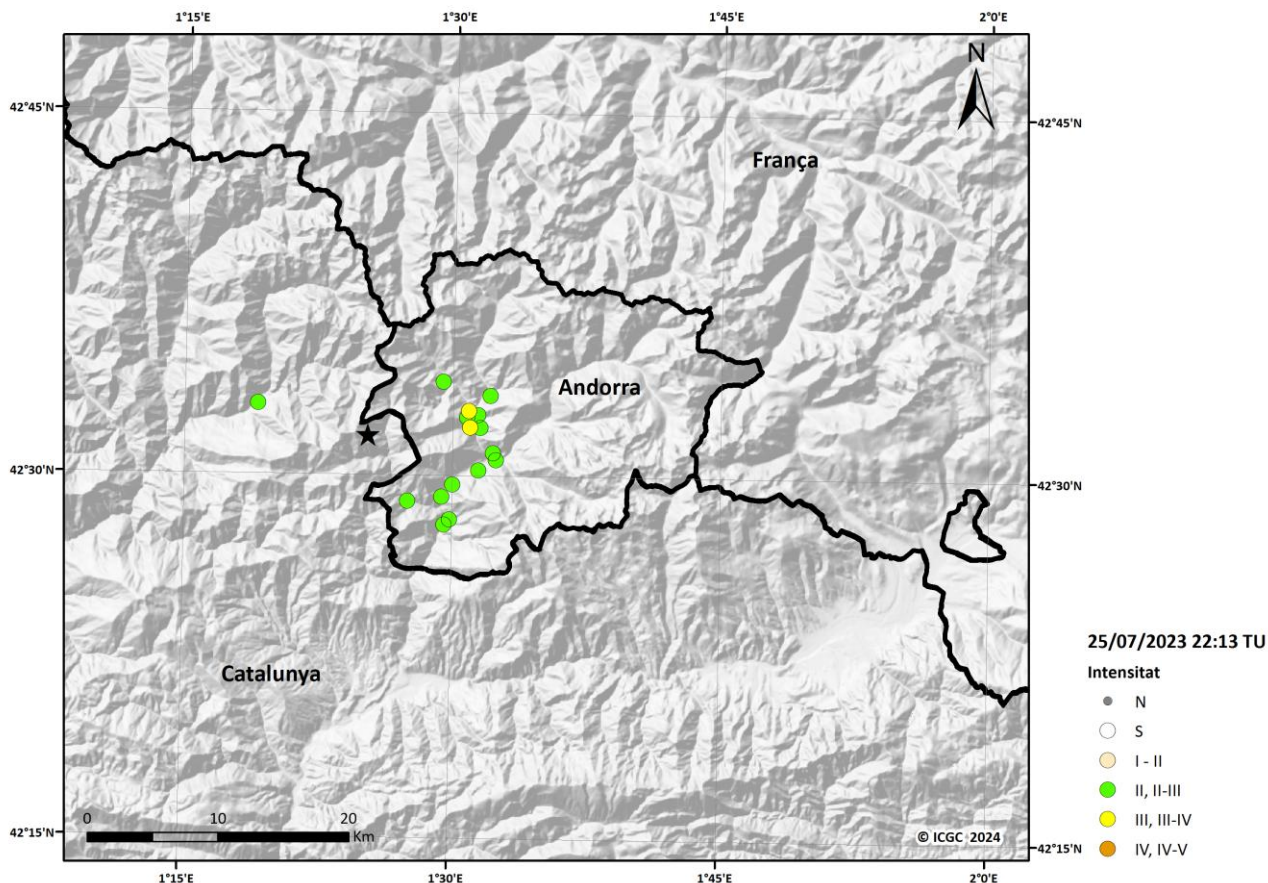 1°15'E 1°30'E 1°45'E 2°0'E
N
42°45'N 42°45'N
França
Andorra
42°30'N 42°30'N
25/07/2023 22:13 TU
Intensitat
N
Catalunya
S
I - II
II, II-III
0 10 20
Km
III, III-IV
42°15'N © ICGC 2024 42°15'N
IV, IV-V
1°15'E 1°30'E 1°45'E 2°0'E